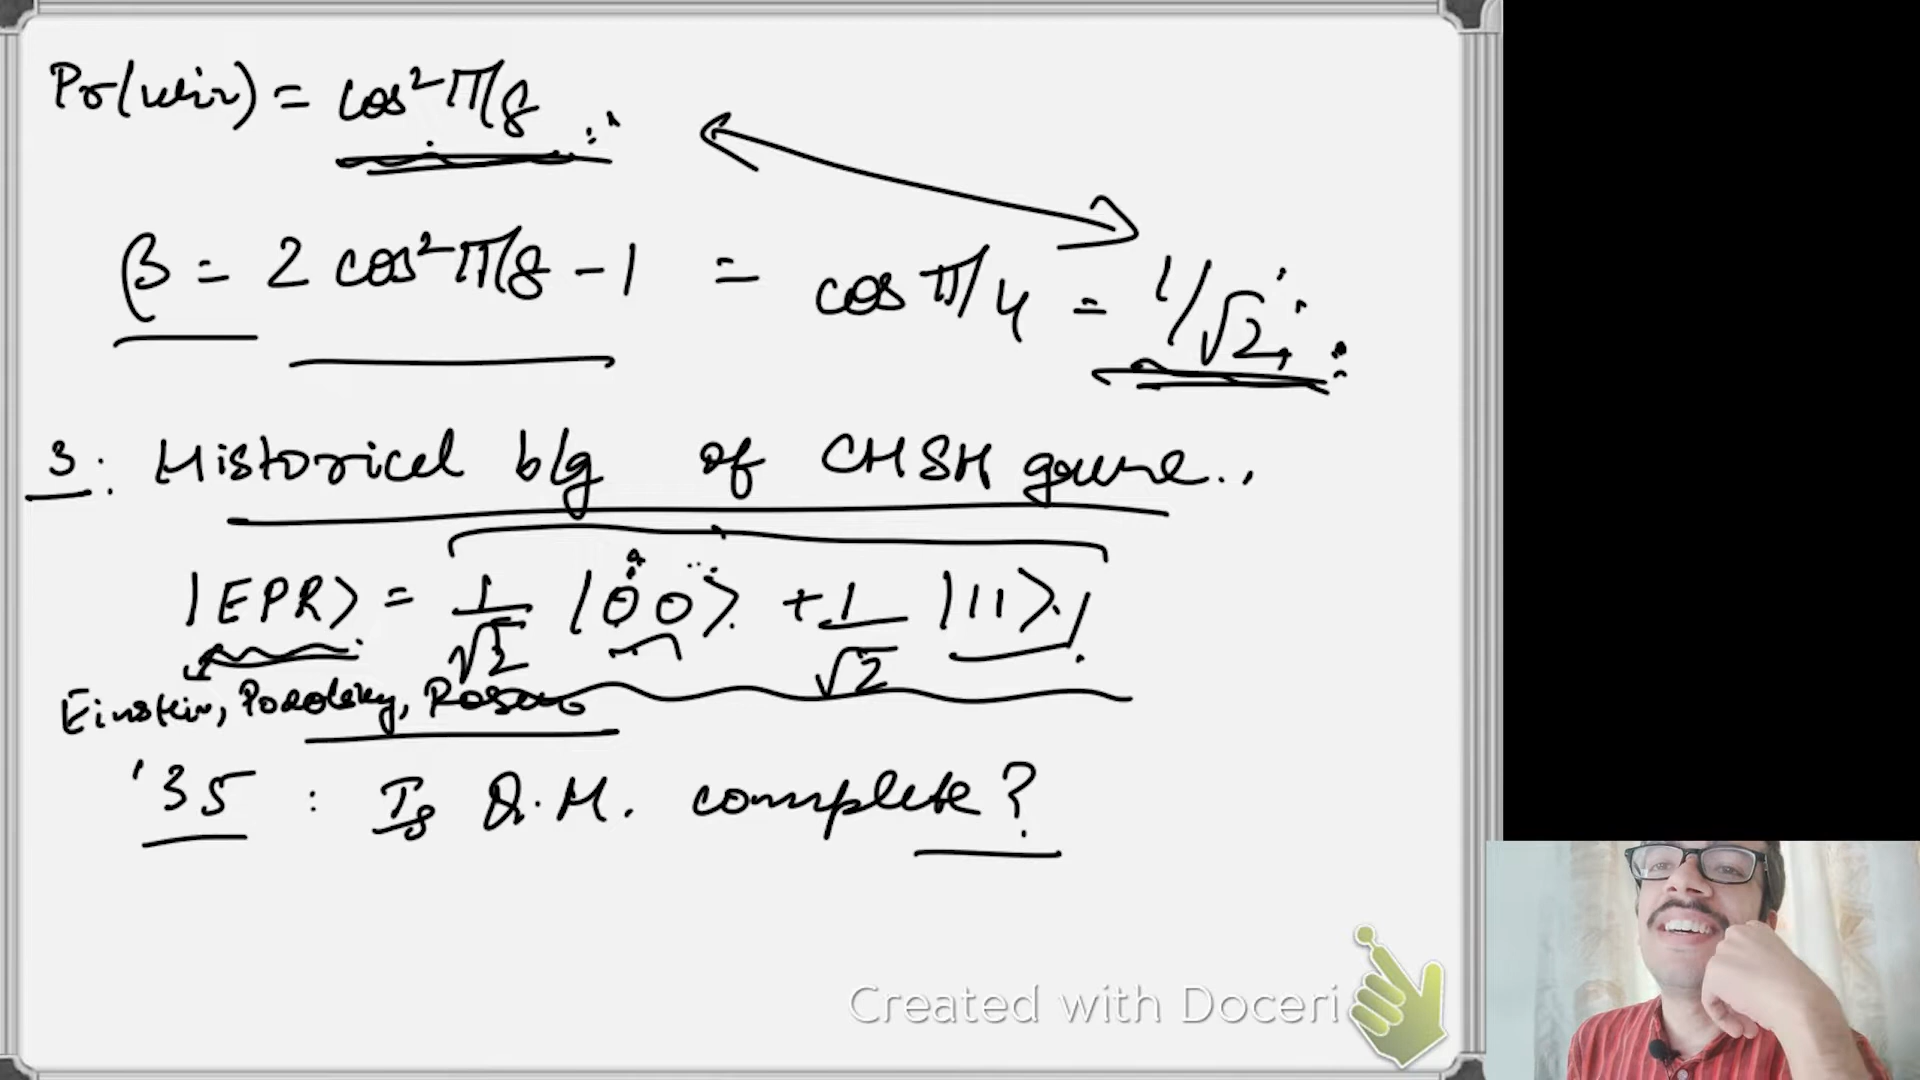 Pr(win) = cos² π/8
β = 2 cos² π/8 - 1 = cos π/4 = 1/√2
3: Historical b/g of CHSH game..
|EPR⟩ = 1/√2 |00⟩ + 1/√2 |11⟩
Einstein, Podolsky, Rosen
'35 : Is Q.M. complete?
Created with Doceri